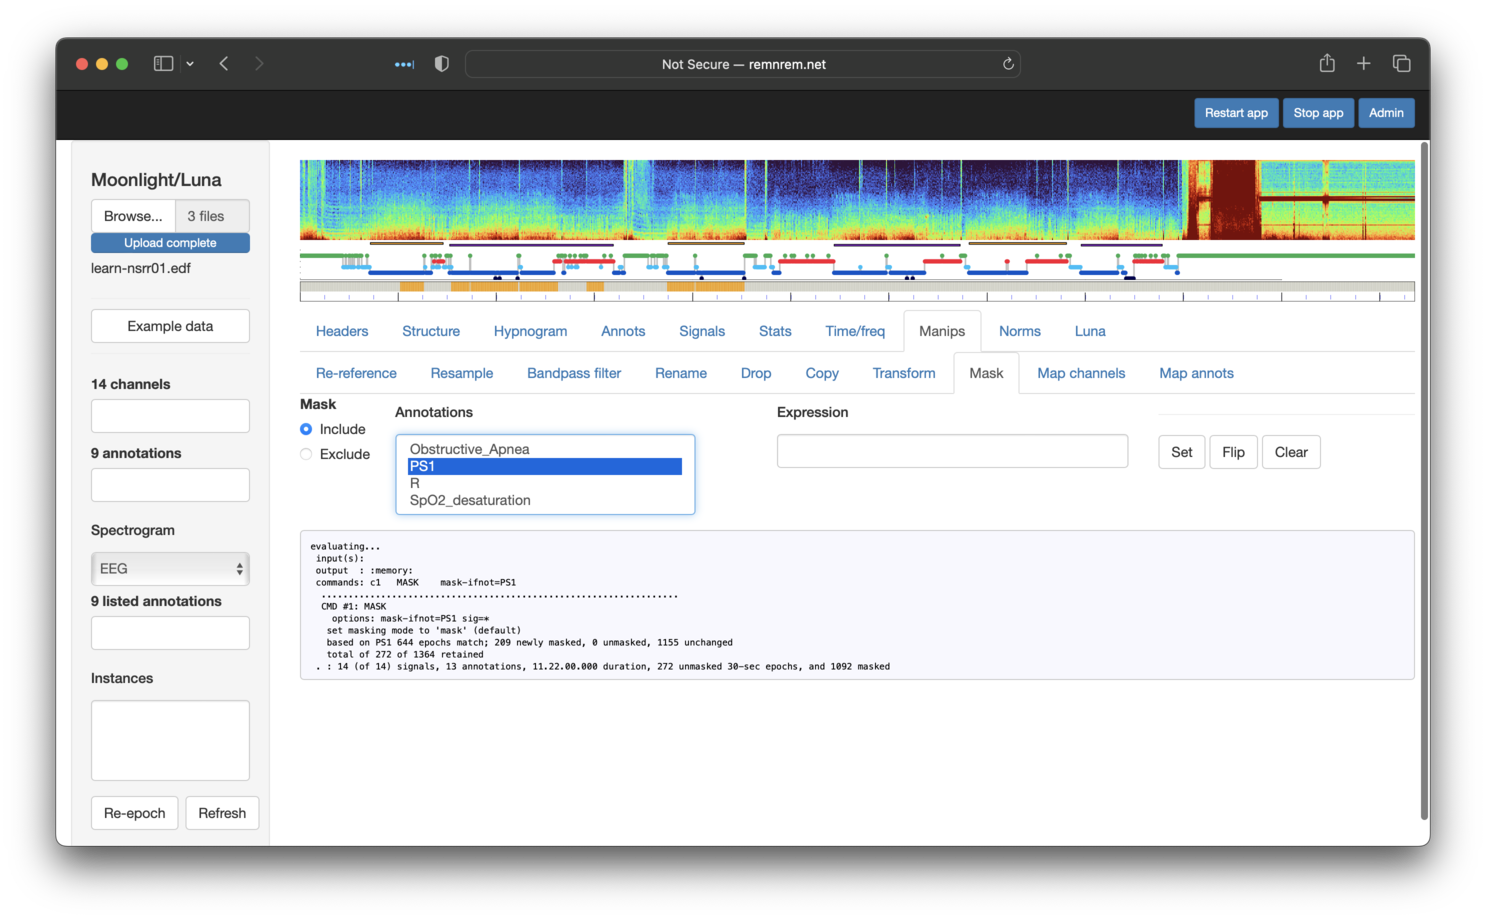 Not Secure — remnrem.net
Restart app
Stop app
Admin
Moonlight/Luna
Browse...
3 files
Upload complete
learn-nsrr01.edf
Example data
14 channels
9 annotations
Spectrogram
EEG
9 listed annotations
Instances
Re-epoch
Refresh
Headers
Structure
Hypnogram
Annots
Signals
Stats
Time/freq
Manips
Norms
Luna
Re-reference
Resample
Bandpass filter
Rename
Drop
Copy
Transform
Mask
Map channels
Map annots
Mask
Include
Exclude
Annotations
Obstructive_Apnea
PS1
R
SpO2_desaturation
Expression
Set
Flip
Clear
evaluating...
input(s):
output : :memory:
commands: c1 MASK mask-ifnot=PS1
..................................................................
CMD #1: MASK
options: mask-ifnot=PS1 sig=*
set masking mode to 'mask' (default)
based on PS1 644 epochs match; 209 newly masked, 0 unmasked, 1155 unchanged
total of 272 of 1364 retained
. : 14 (of 14) signals, 13 annotations, 11.22.00.000 duration, 272 unmasked 30-sec epochs, and 1092 masked